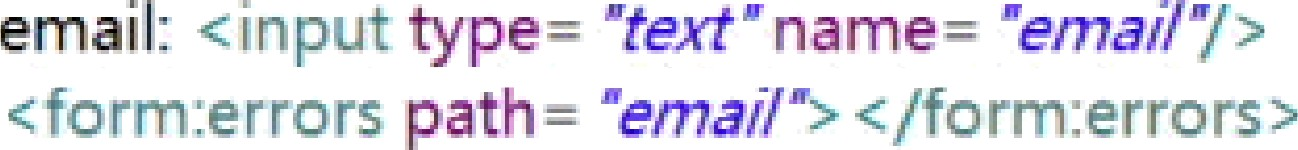 email: <input type="text" name="email"/>
<form:errors path="email"></form:errors>